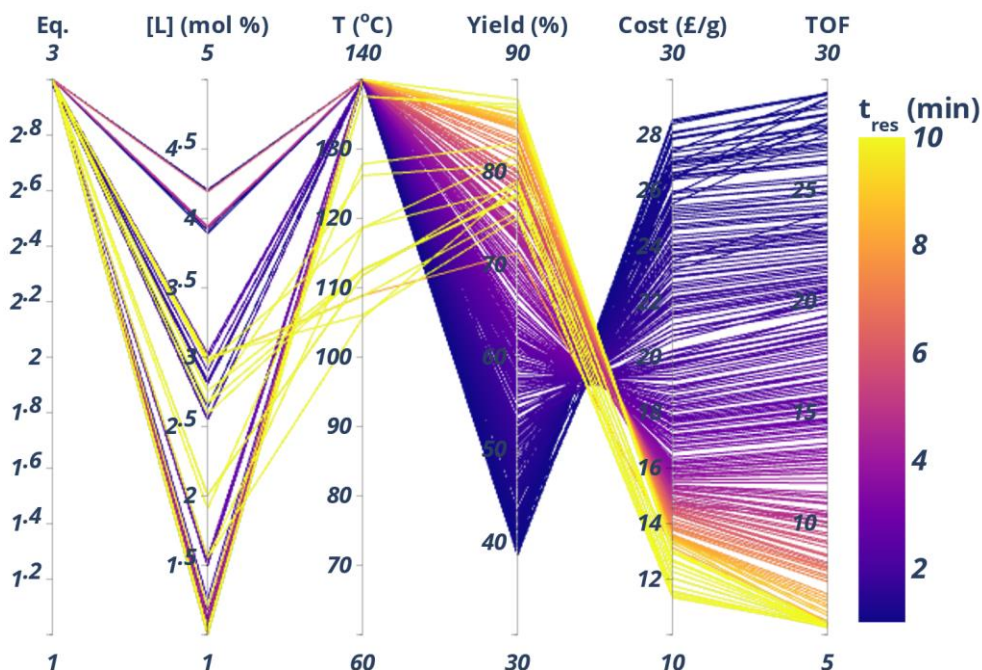 Eq. [L] (mol %) T (°C) Yield (%) Cost (£/g) TOF
3 5 140 90 30 30
t_res (min)
2.8 4.5 130 80 28 25 10
2.6 4 120 70 26 20 8
2.4 3.5 110 60 24 15 6
2.2 3 100 50 22 10 4
2 2.5 90 40 20 2
1.8 2 80 18
1.6 1.5 70 16
1.4 14
1.2 12
1 1 60 30 10 5